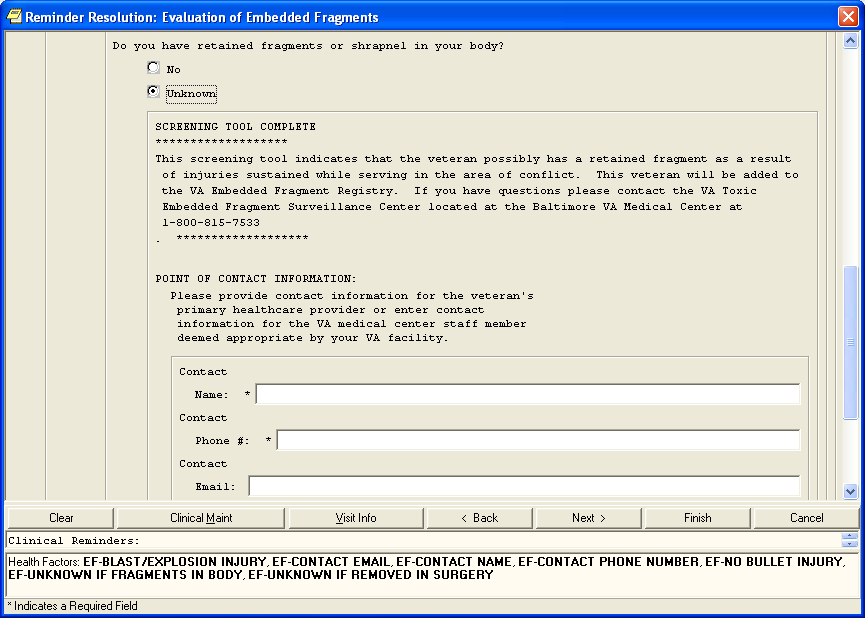 Reminder Resolution: Evaluation of Embedded Fragments
Do you have retained fragments or shrapnel in your body?
No
Unknown
SCREENING TOOL COMPLETE
*******************
This screening tool indicates that the veteran possibly has a retained fragment as a result
of injuries sustained while serving in the area of conflict.  This veteran will be added to
the VA Embedded Fragment Registry.  If you have questions please contact the VA Toxic
Embedded Fragment Surveillance Center located at the Baltimore VA Medical Center at
1-800-815-7533
.  *******************
POINT OF CONTACT INFORMATION:
Please provide contact information for the veteran's
primary healthcare provider or enter contact
information for the VA medical center staff member
deemed appropriate by your VA facility.
Contact
Name:  *
Contact
Phone #:  *
Contact
Email:
Clear Clinical Maint Visit Info < Back Next > Finish Cancel
Clinical Reminders:
Health Factors: EF-BLAST/EXPLOSION INJURY, EF-CONTACT EMAIL, EF-CONTACT NAME, EF-CONTACT PHONE NUMBER, EF-NO BULLET INJURY,
EF-UNKNOWN IF FRAGMENTS IN BODY, EF-UNKNOWN IF REMOVED IN SURGERY
* Indicates a Required Field